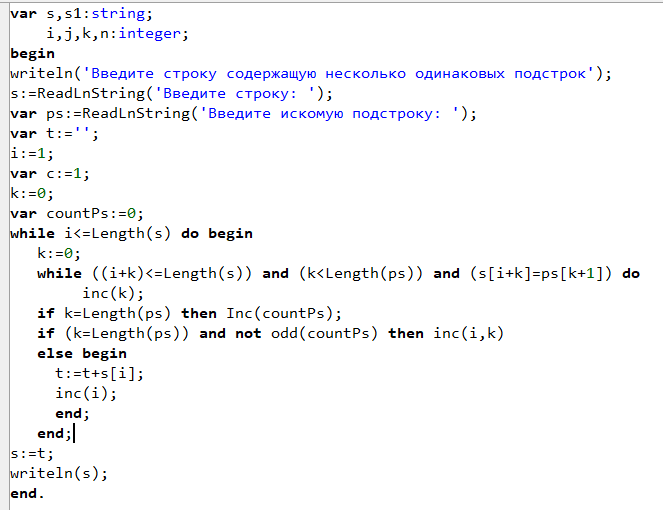 var s,s1:string;
    i,j,k,n:integer;
begin
writeln('Введите строку содержащую несколько одинаковых подстрок');
s:=ReadLnString('Введите строку: ');
var ps:=ReadLnString('Введите искомую подстроку: ');
var t:='';
i:=1;
var c:=1;
k:=0;
var countPs:=0;
while i<=Length(s) do begin
   k:=0;
   while ((i+k)<=Length(s)) and (k<Length(ps)) and (s[i+k]=ps[k+1]) do
        inc(k);
   if k=Length(ps) then Inc(countPs);
   if (k=Length(ps)) and not odd(countPs) then inc(i,k)
   else begin
     t:=t+s[i];
     inc(i);
     end;
   end;
s:=t;
writeln(s);
end.